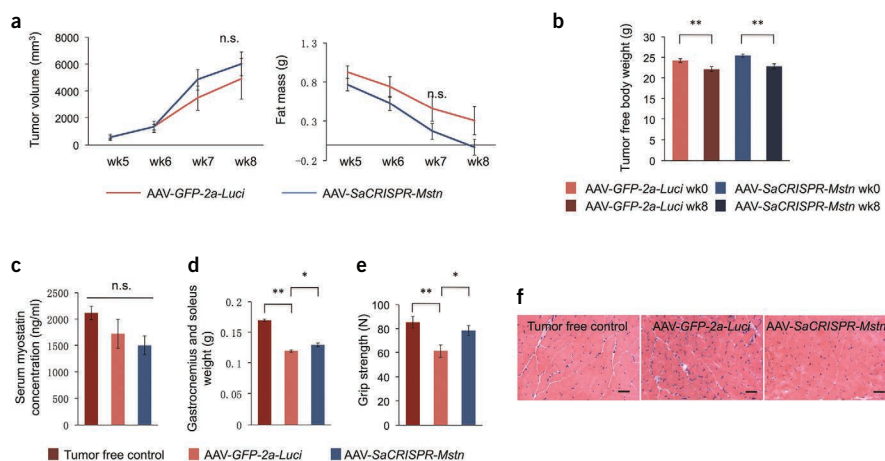 a
Tumor volume (mm³)
8000
6000
4000
2000
0
n.s.
wk5 wk6 wk7 wk8
Fat mass (g)
1.3
0.8
0.3
−0.2
n.s.
wk5 wk6 wk7 wk8
AAV-GFP-2a-Luci AAV-SaCRISPR-Mstn
b
Tumor free body weight (g)
30
25
20
15
10
5
0
** **
AAV-GFP-2a-Luci wk0 AAV-SaCRISPR-Mstn wk0
AAV-GFP-2a-Luci wk8 AAV-SaCRISPR-Mstn wk8
c
Serum myostatin
concentration (ng/ml)
2500
2000
1500
1000
500
0
n.s.
d
Gastrocnemius and soleus
weight (g)
0.2
0.15
0.1
0.05
0
** *
e
Grip strength (N)
100
80
60
40
20
0
** *
Tumor free control AAV-GFP-2a-Luci AAV-SaCRISPR-Mstn
f
Tumor free control AAV-GFP-2a-Luci AAV-SaCRISPR-Mstn